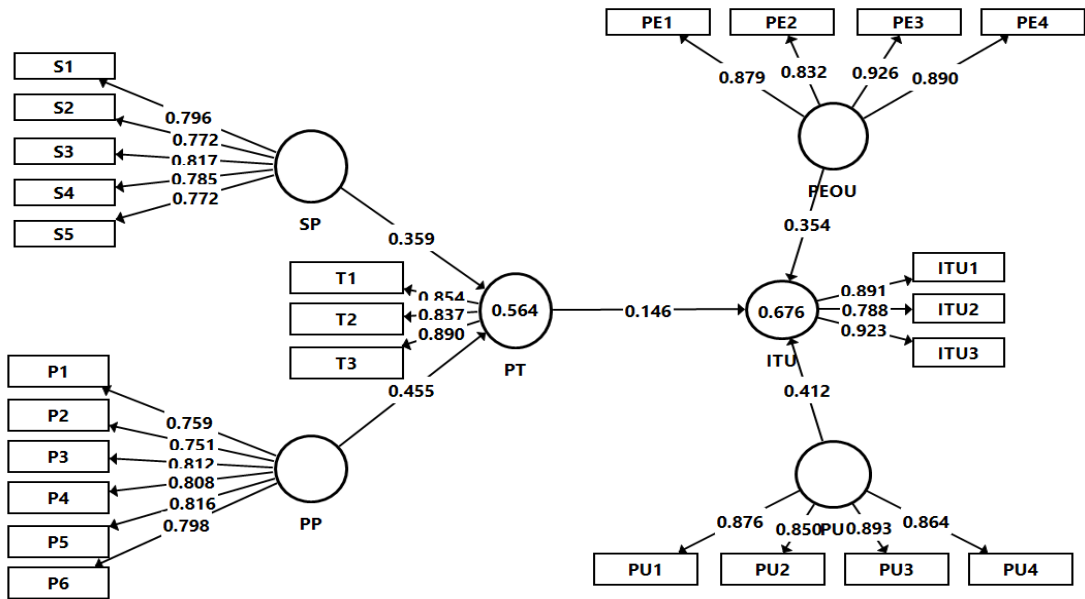 PE1
PE2
PE3
PE4
0.879
0.832
0.926
0.890
PEOU
0.354
S1
S2
S3
S4
S5
0.796
0.772
0.817
0.785
0.772
SP
0.359
T1
T2
T3
0.854
0.837
0.890
0.564
PT
0.146
0.676
ITU
0.891
0.788
0.923
ITU1
ITU2
ITU3
P1
P2
P3
P4
P5
P6
0.759
0.751
0.812
0.808
0.816
0.798
PP
0.455
0.412
PU
0.876
0.850
0.893
0.864
PU1
PU2
PU3
PU4